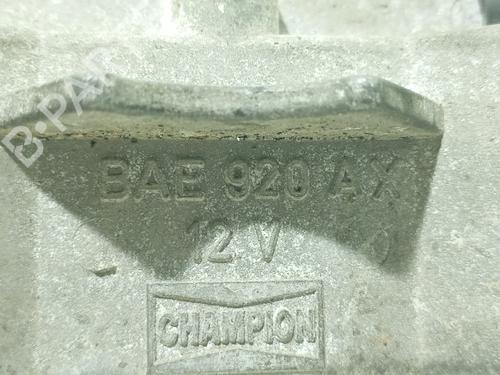 B-PARTS
BAE 920 AX
12 V
CHAMPION